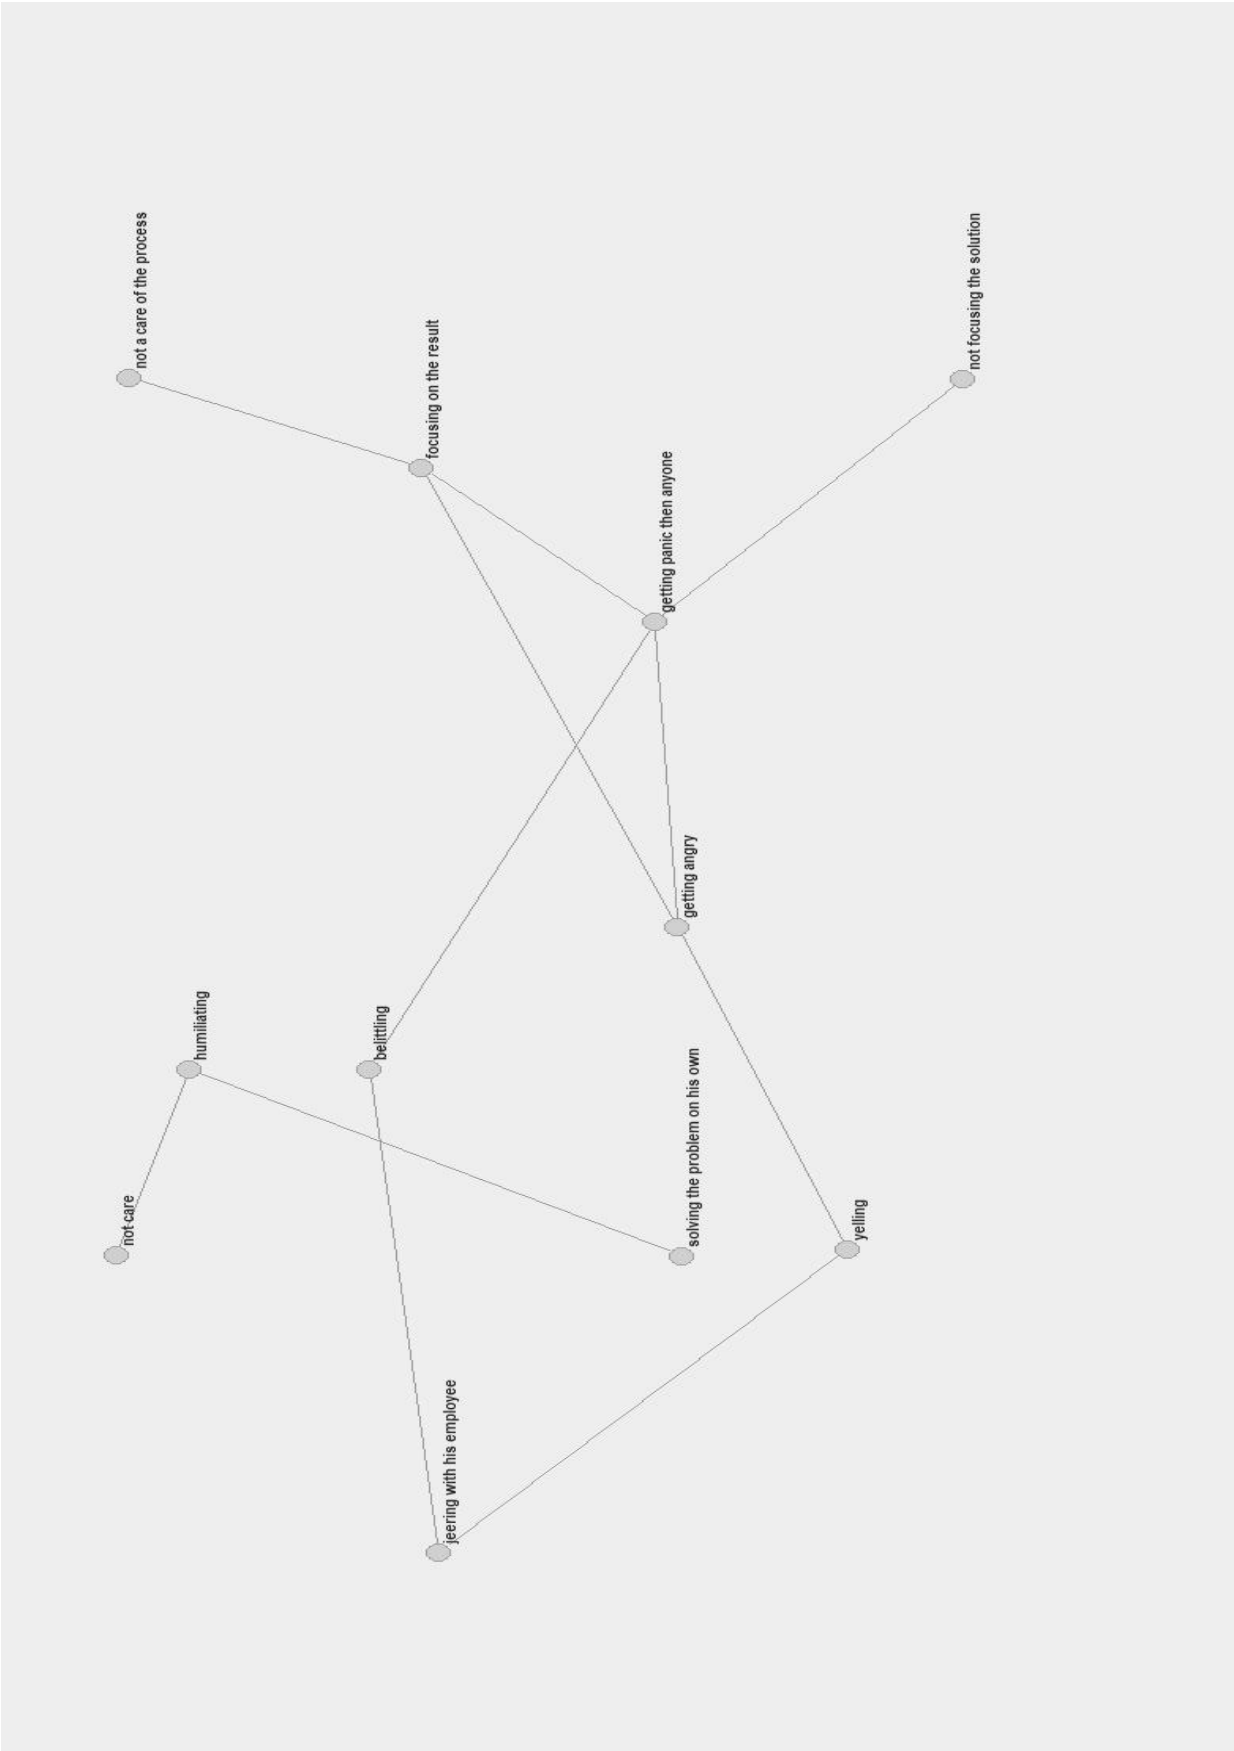 not a care of the process
focusing on the result
not focusing the solution
getting panic then anyone
getting angry
humiliating
belittling
solving the problem on his own
not care
yelling
jeering with his employee